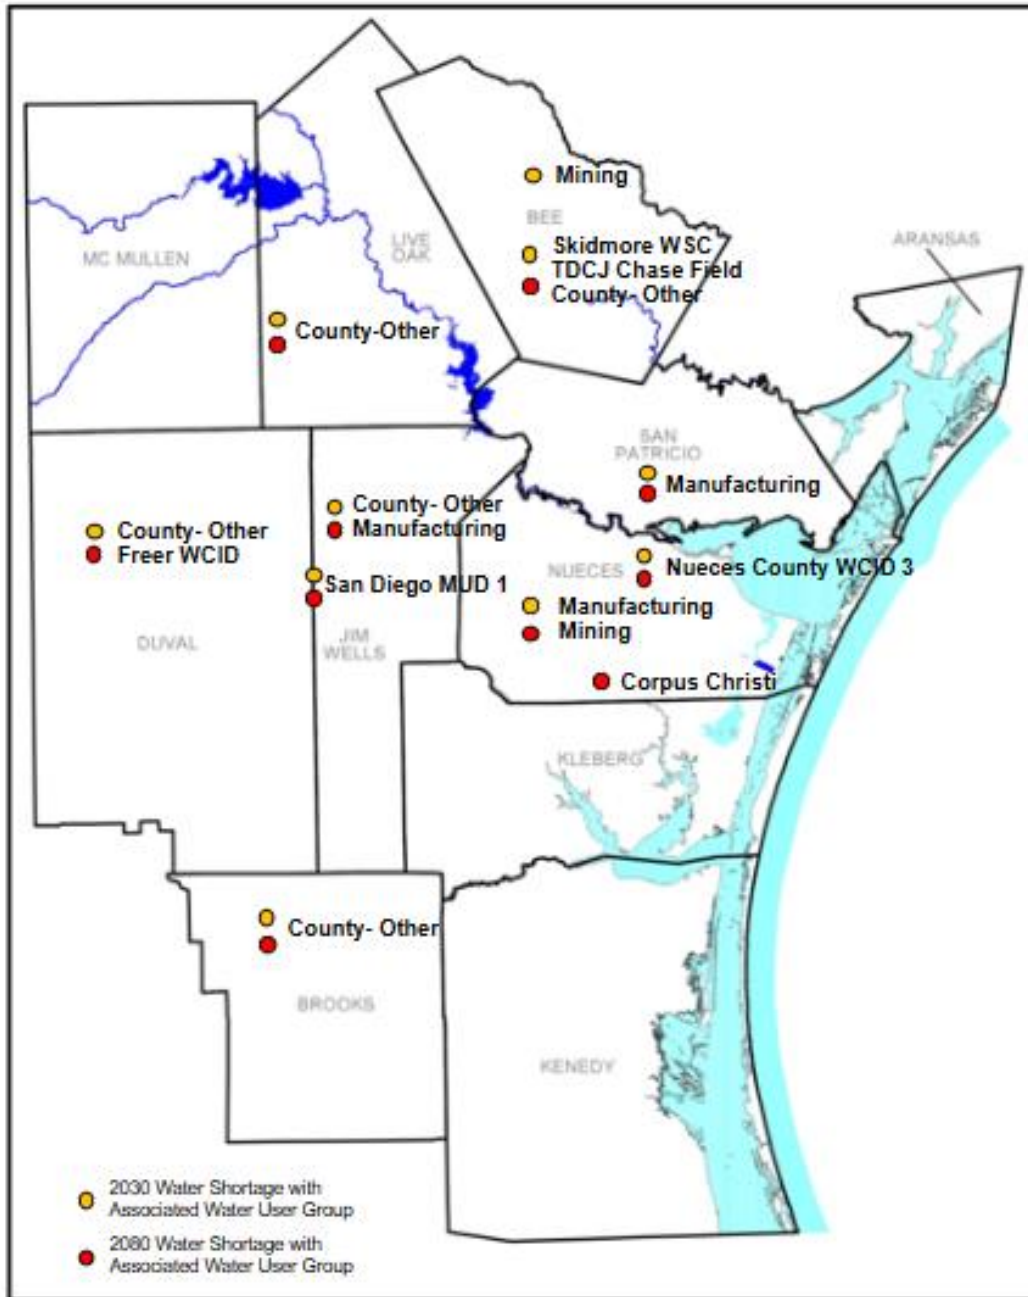 Mining
BEE
Skidmore WSC
TDCJ Chase Field
County- Other
ARANSAS
LIVE
OAK
MC MULLEN
County-Other
SAN
PATRICIO
Manufacturing
County- Other
Freer WCID
County- Other
Manufacturing
San Diego MUD 1
DUVAL
JIM
WELLS
NUECES
Nueces County WCID 3
Manufacturing
Mining
Corpus Christi
KLEBERG
County- Other
BROOKS
KENEDY
2030 Water Shortage with
Associated Water User Group
2080 Water Shortage with
Associated Water User Group